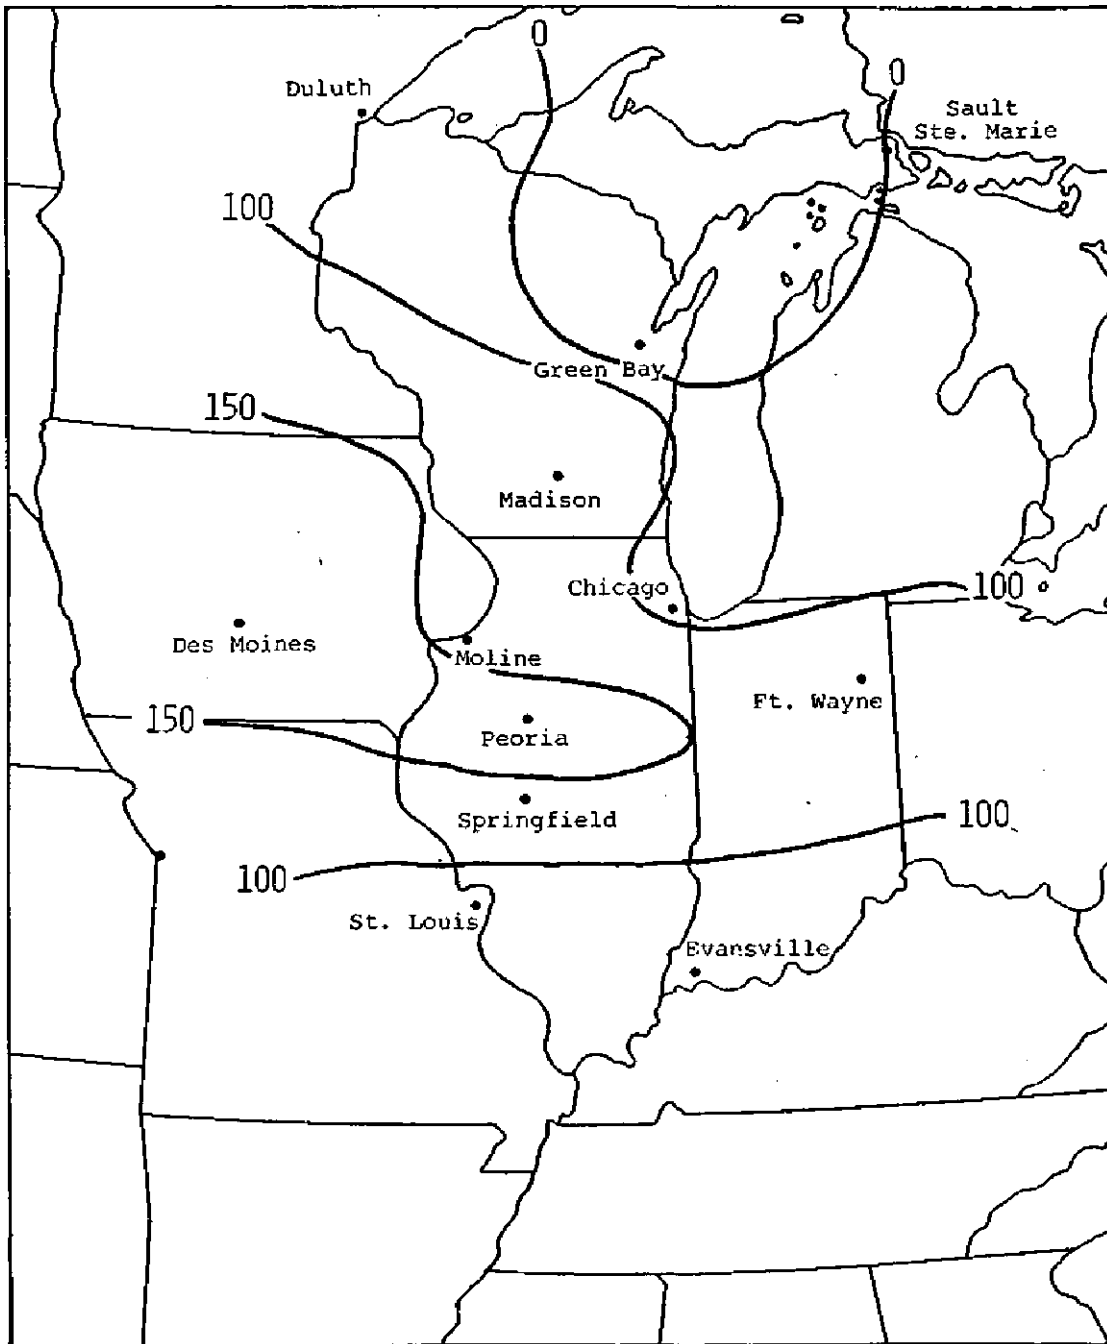 0
0
Duluth
Sault
Ste. Marie
100
Green Bay
150
Madison
Chicago
100
Des Moines
Moline
Ft. Wayne
150
Peoria
Springfield
100
100
St. Louis
Evansville